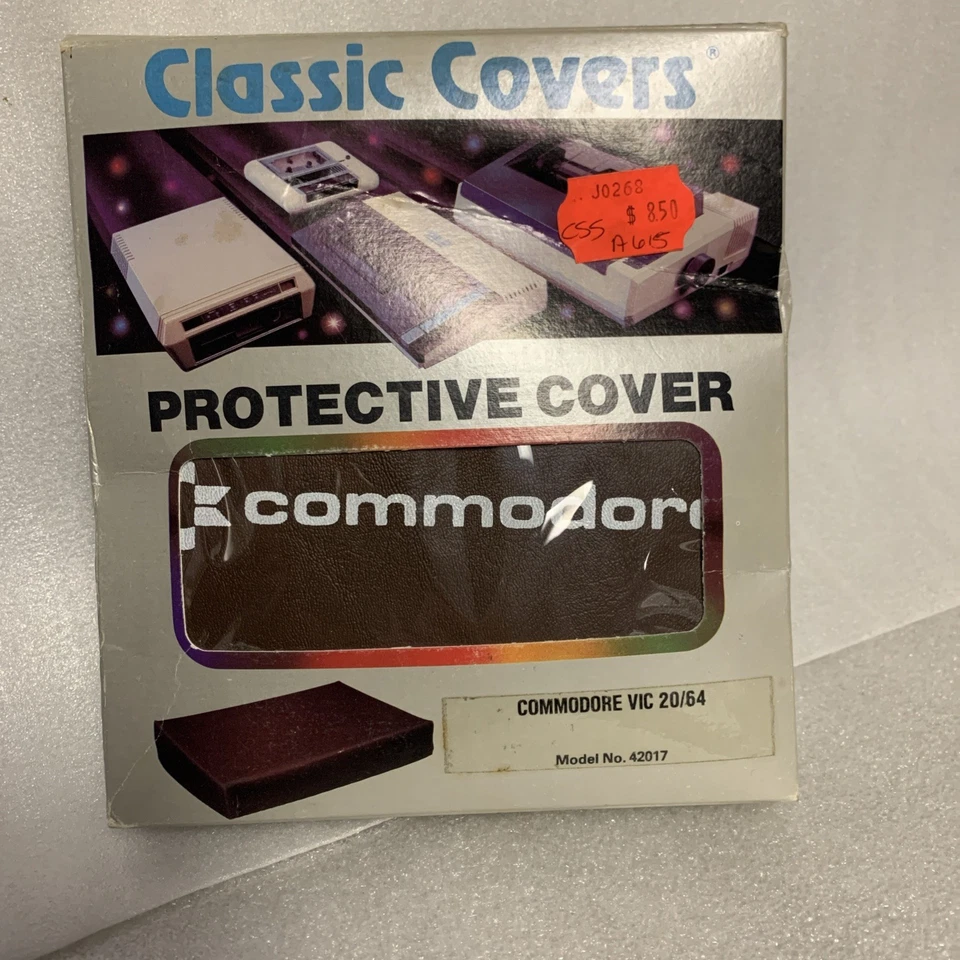 Classic Covers®
J0268
$ 8.50
CSS
A615
PROTECTIVE COVER
commodore
COMMODORE VIC 20/64
Model No. 42017